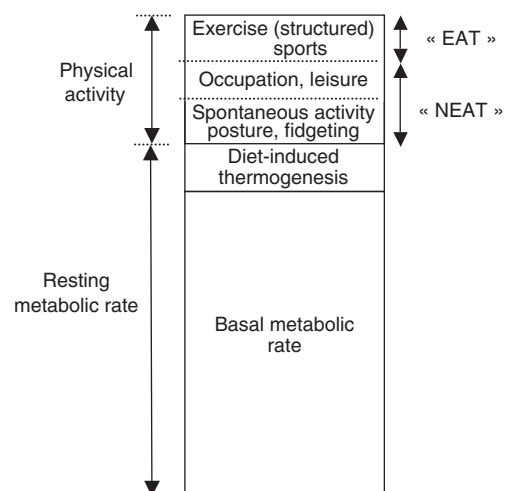 Exercise (structured)
sports
« EAT »
Physical
activity
Occupation, leisure
Spontaneous activity
posture, fidgeting
« NEAT »
Diet-induced
thermogenesis
Resting
metabolic rate
Basal metabolic
rate